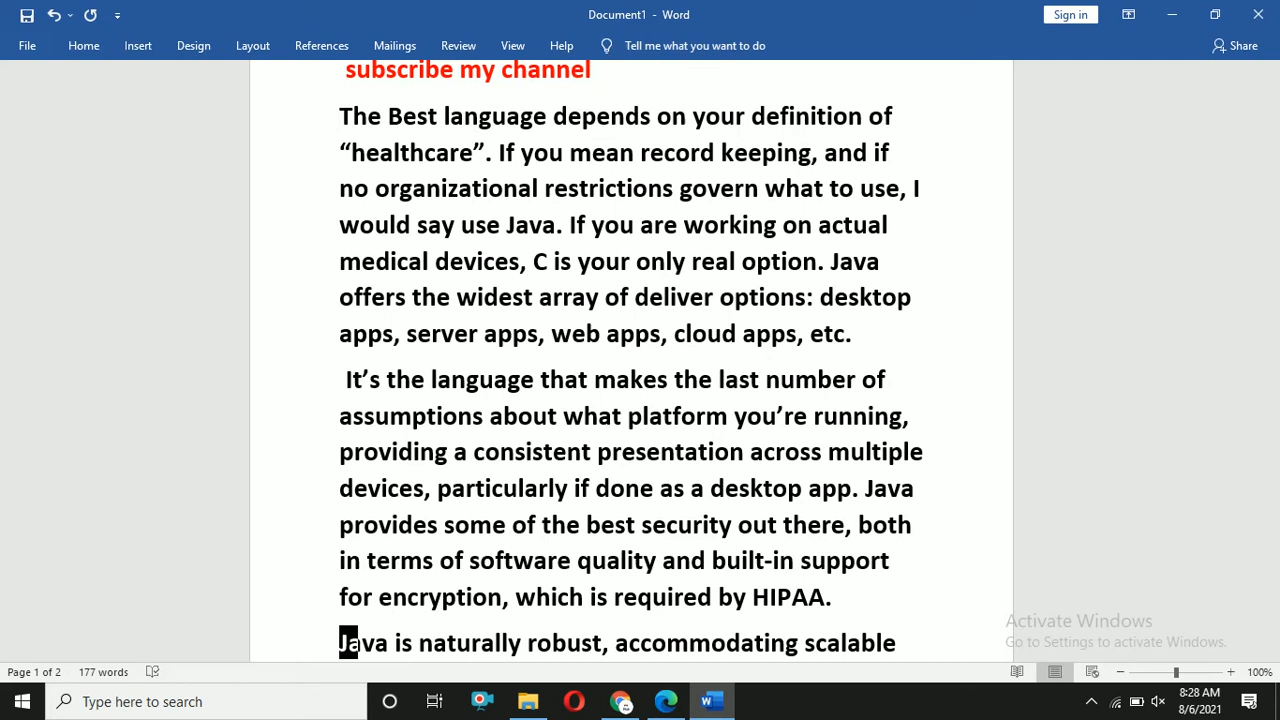 Document1 - Word
Sign in
File Home Insert Design Layout References Mailings Review View Help Tell me what you want to do Share
subscribe my channel
The Best language depends on your definition of
“healthcare”. If you mean record keeping, and if
no organizational restrictions govern what to use, I
would say use Java. If you are working on actual
medical devices, C is your only real option. Java
offers the widest array of deliver options: desktop
apps, server apps, web apps, cloud apps, etc.
It’s the language that makes the last number of
assumptions about what platform you’re running,
providing a consistent presentation across multiple
devices, particularly if done as a desktop app. Java
provides some of the best security out there, both
in terms of software quality and built-in support
for encryption, which is required by HIPAA.
Java is naturally robust, accommodating scalable
Activate Windows
Go to Settings to activate Windows.
Page 1 of 2 177 words 100%
Type here to search
8:28 AM
8/6/2021